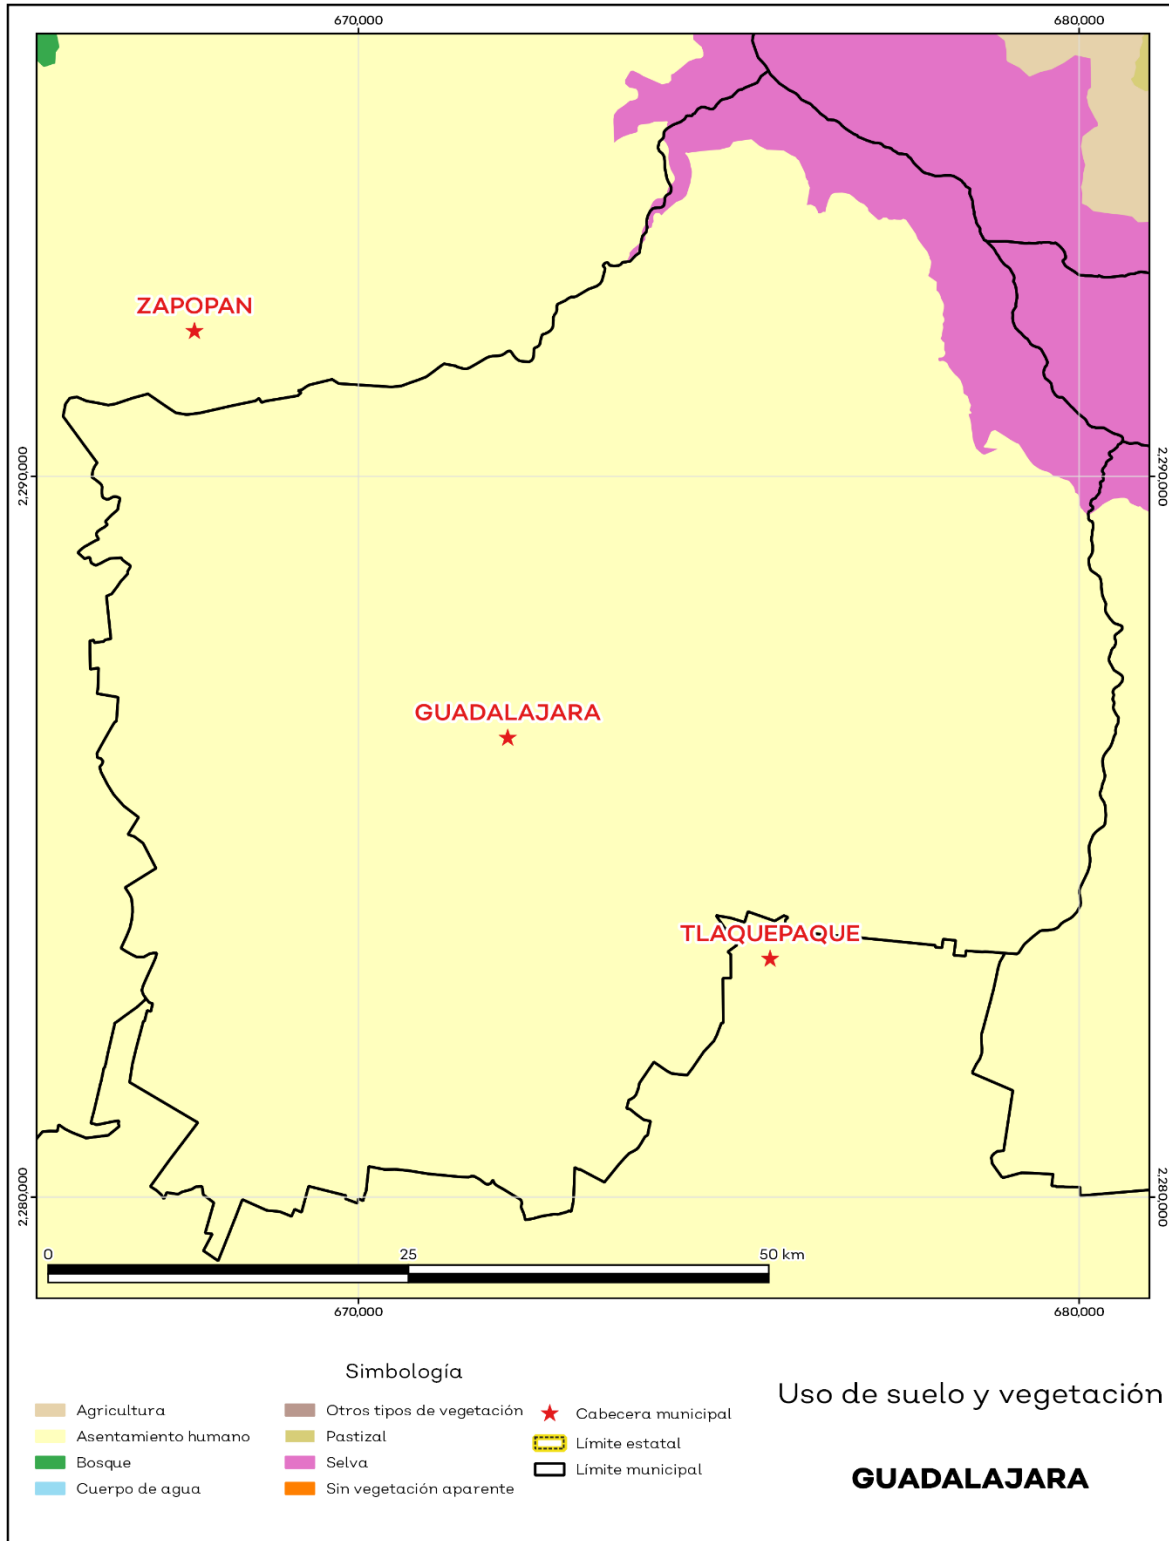 670,000
680,000
ZAPOPAN
2,290,000
2,290,000
GUADALAJARA
TLAQUEPAQUE
2,280,000
2,280,000
0
25
50 km
670,000
680,000
Simbología
Agricultura
Asentamiento humano
Bosque
Cuerpo de agua
Otros tipos de vegetación
Pastizal
Selva
Sin vegetación aparente
Cabecera municipal
Límite estatal
Límite municipal
Uso de suelo y vegetación
GUADALAJARA